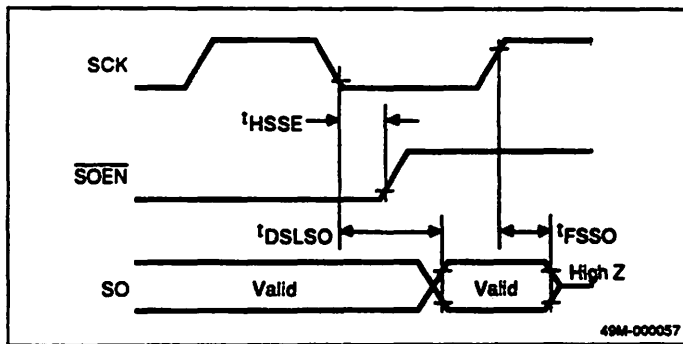 SCK
tHSSE
SOEN
tDSLSO
tFSSO
High Z
SO
Valid
Valid
49M-000057